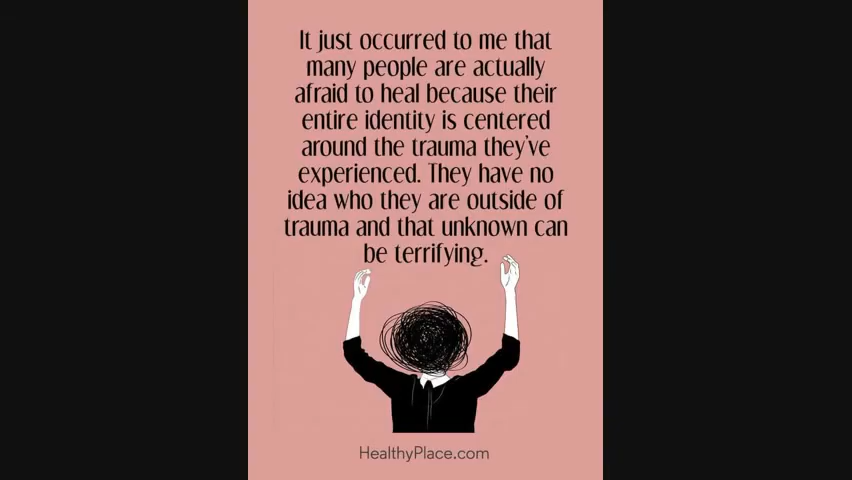 It just occurred to me that
many people are actually
afraid to heal because their
entire identity is centered
around the trauma they've
experienced. They have no
idea who they are outside of
trauma and that unknown can
be terrifying.
HealthyPlace.com